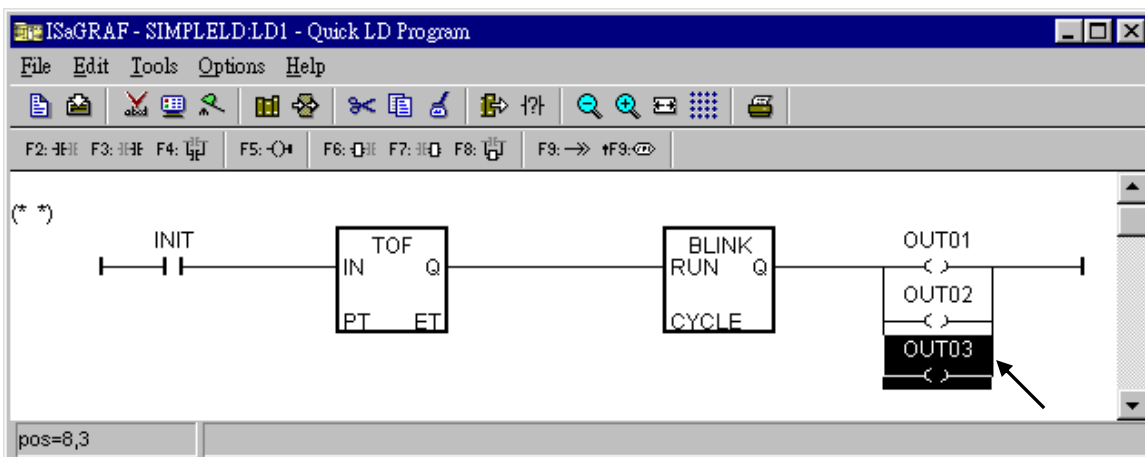 ISaGRAF - SIMPLELD:LD1 - Quick LD Program
File Edit Tools Options Help
F2: F3: F4: F5: F6: F7: F8: F9: F9:
(* *)
INIT TOF BLINK OUT01
IN Q RUN Q
OUT02
PT ET CYCLE
OUT03
pos=8,3